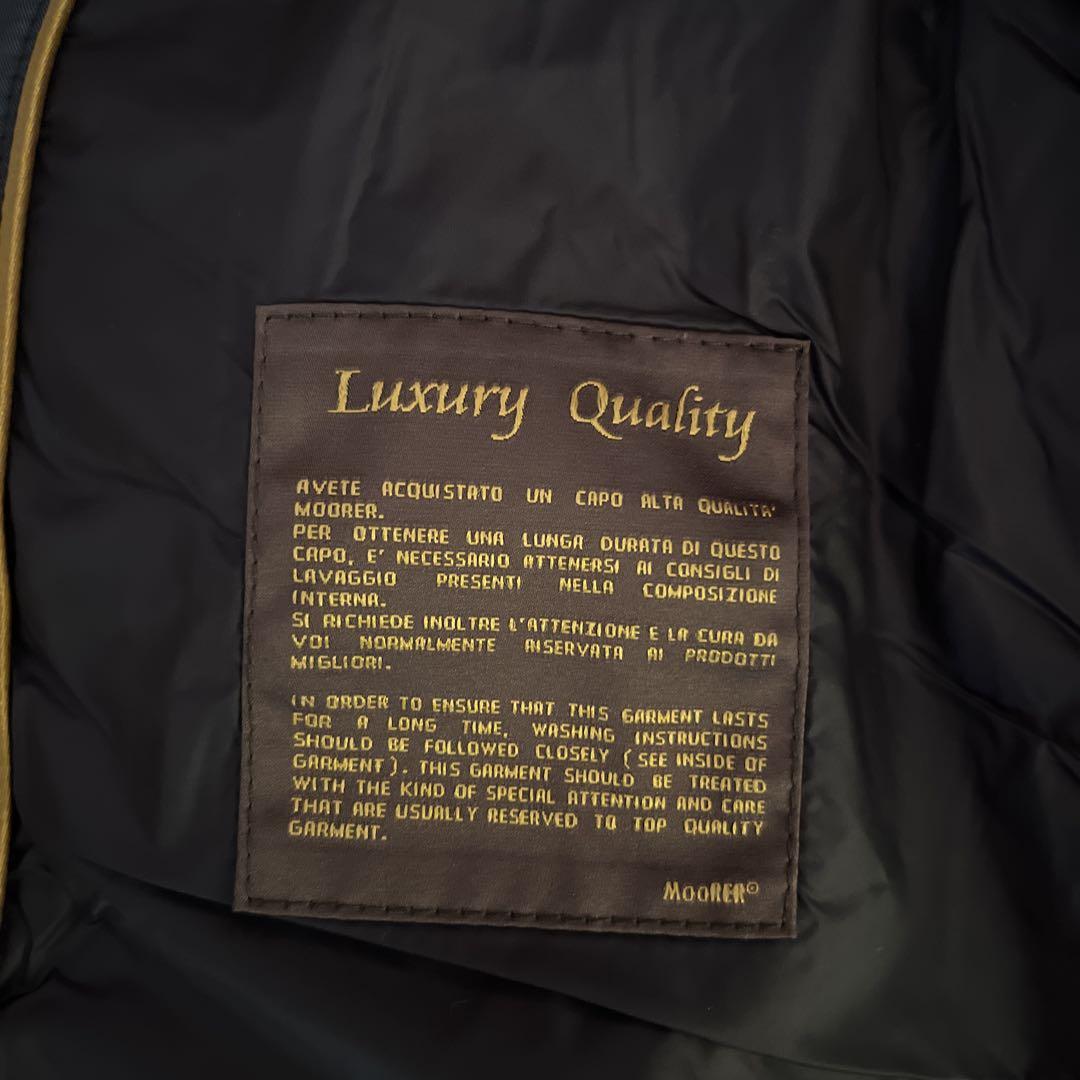 Luxury Quality
AVETE ACQUISTATO UN CAPO ALTA QUALITA'
MOORER.
PER OTTENERE UNA LUNGA DURATA DI QUESTO
CAPO, E' NECESSARIO ATTENERSI AI CONSIGLI DI
LAVAGGIO PRESENTI NELLA COMPOSIZIONE
INTERNA.
SI RICHIEDE INOLTRE L'ATTENZIONE E LA CURA DA
VOI NORMALMENTE RISERVATA AI PRODOTTI
MIGLIORI.
IN ORDER TO ENSURE THAT THIS GARMENT LASTS
FOR A LONG TIME, WASHING INSTRUCTIONS
SHOULD BE FOLLOWED CLOSELY (SEE INSIDE OF
GARMENT). THIS GARMENT SHOULD BE TREATED
WITH THE KIND OF SPECIAL ATTENTION AND CARE
THAT ARE USUALLY RESERVED TO TOP QUALITY
GARMENT.
MOORER©